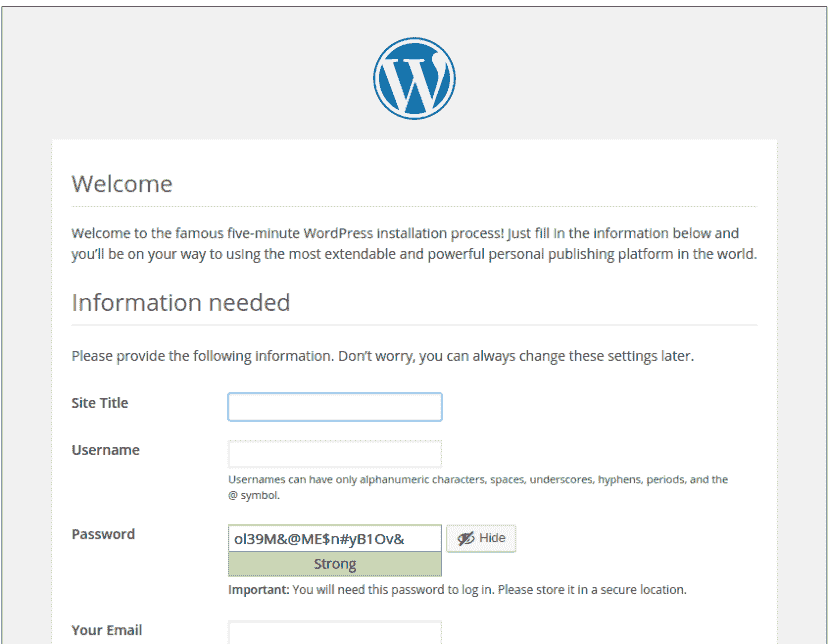 Welcome
Welcome to the famous five-minute WordPress installation process! Just fill in the information below and
you'll be on your way to using the most extendable and powerful personal publishing platform in the world.
Information needed
Please provide the following information. Don't worry, you can always change these settings later.
Site Title
Username
Usernames can have only alphanumeric characters, spaces, underscores, hyphens, periods, and the
@ symbol.
Password
ol39M&@ME$n#yB1Ov&
Hide
Strong
Important: You will need this password to log in. Please store it in a secure location.
Your Email